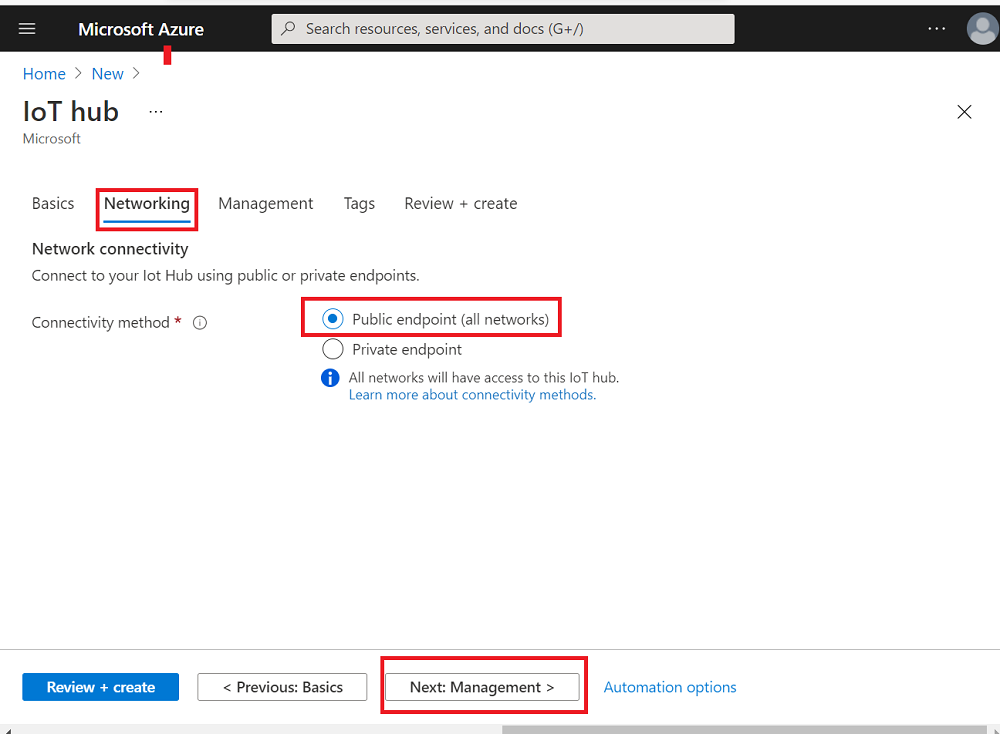 Microsoft Azure
Search resources, services, and docs (G+/)
...
Home > New >
IoT hub ...
Microsoft
Basics Networking Management Tags Review + create
Network connectivity
Connect to your Iot Hub using public or private endpoints.
Connectivity method *
Public endpoint (all networks)
Private endpoint
All networks will have access to this IoT hub.
Learn more about connectivity methods.
Review + create
< Previous: Basics
Next: Management >
Automation options